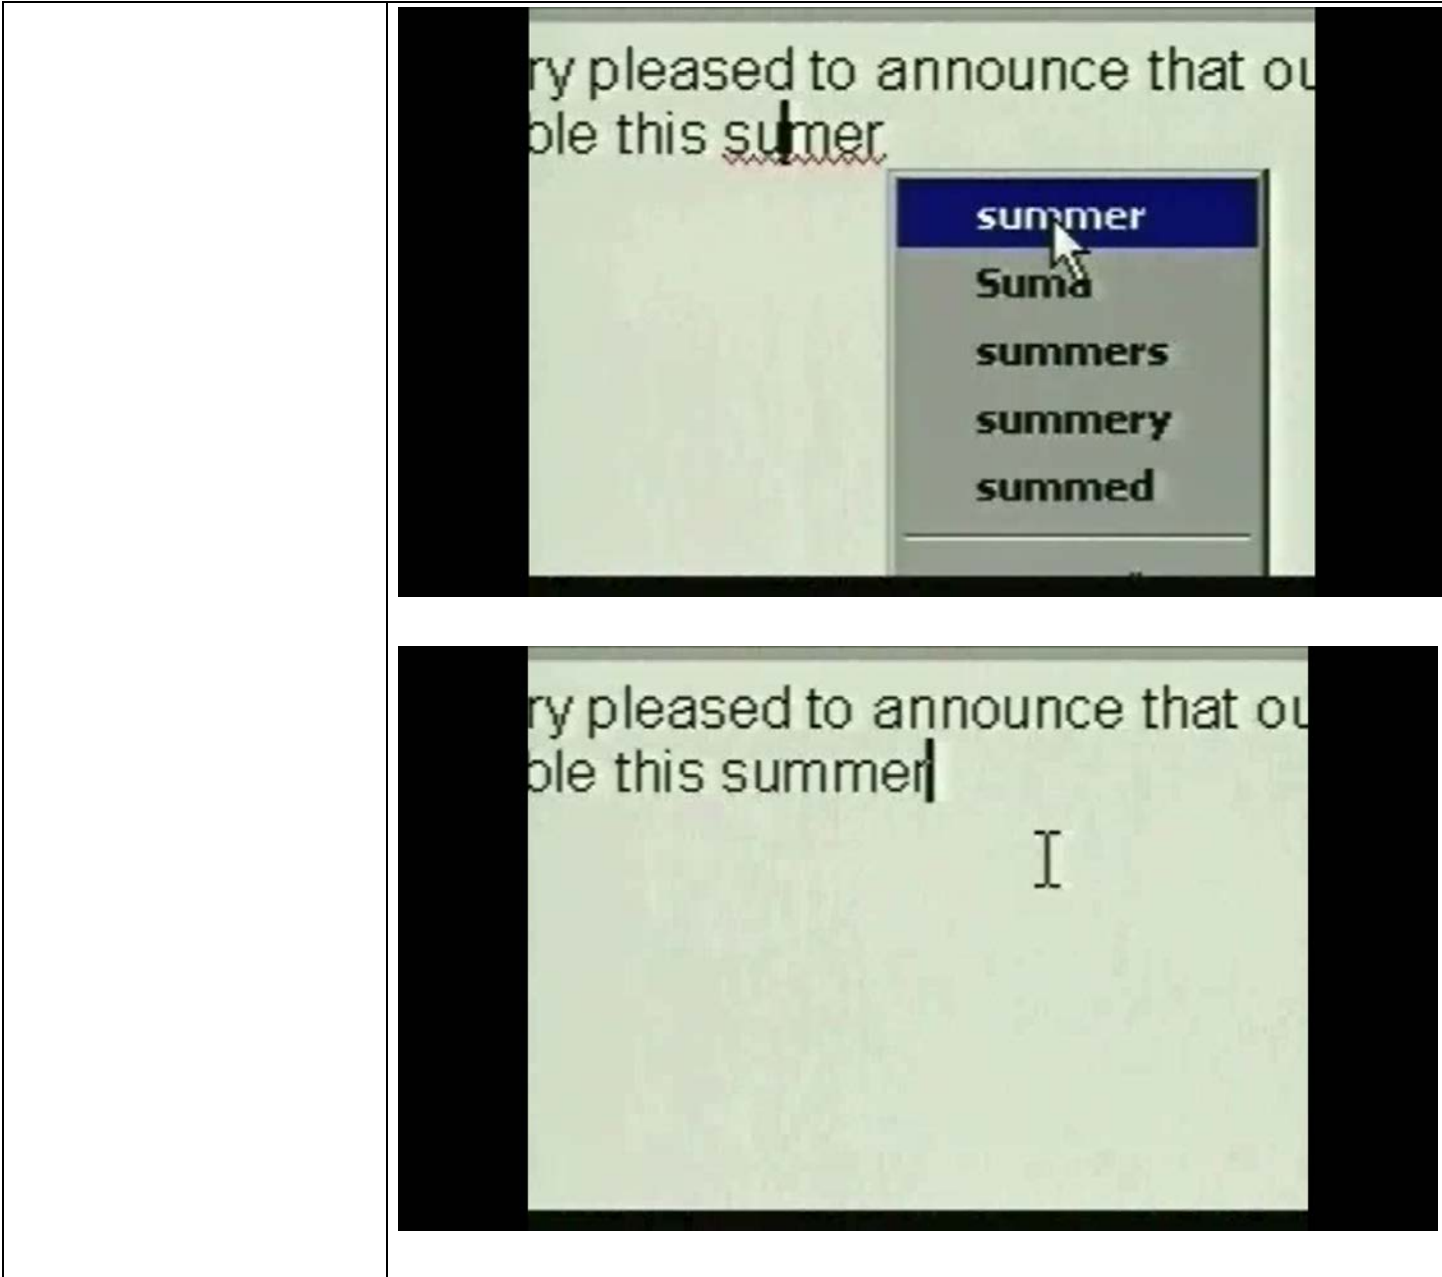 ry pleased to announce that ou
ble this sumer
summer
Suma
summers
summery
summed
ry pleased to announce that ou
ble this summer